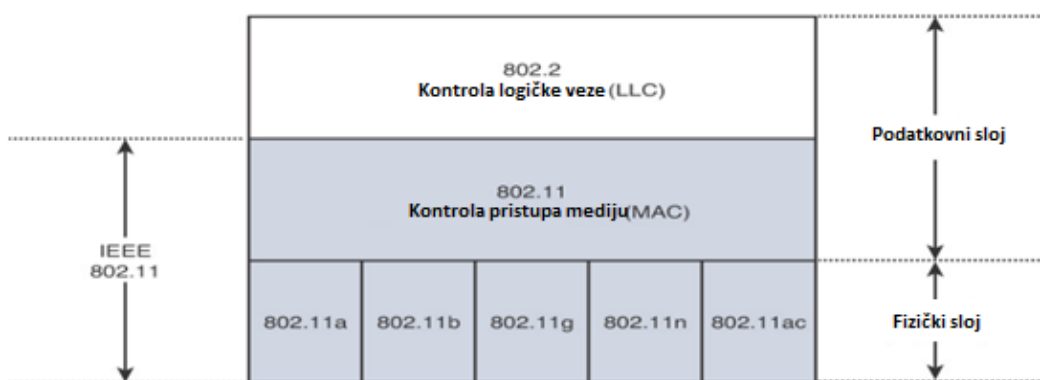 802.2
Kontrola logičke veze (LLC)
Podatkovni sloj
802.11
Kontrola pristupa mediju(MAC)
IEEE
802.11
802.11a
802.11b
802.11g
802.11n
802.11ac
Fizički sloj